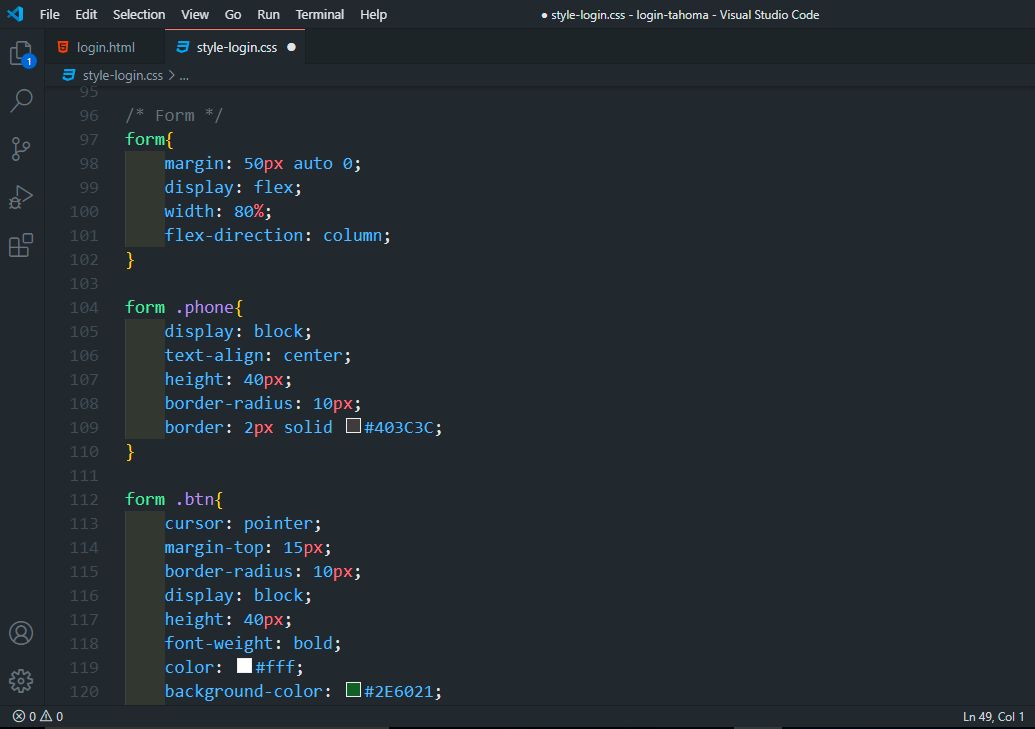 File Edit Selection View Go Run Terminal Help ● style-login.css - login-tahoma - Visual Studio Code
login.html style-login.css ●
1
style-login.css > ...
95
96 /* Form */
97 form{
98 margin: 50px auto 0;
99 display: flex;
100 width: 80%;
101 flex-direction: column;
102 }
103
104 form .phone{
105 display: block;
106 text-align: center;
107 height: 40px;
108 border-radius: 10px;
109 border: 2px solid #403C3C;
110 }
111
112 form .btn{
113 cursor: pointer;
114 margin-top: 15px;
115 border-radius: 10px;
116 display: block;
117 height: 40px;
118 font-weight: bold;
119 color: #fff;
120 background-color: #2E6021;
0 0 Ln 49, Col 1